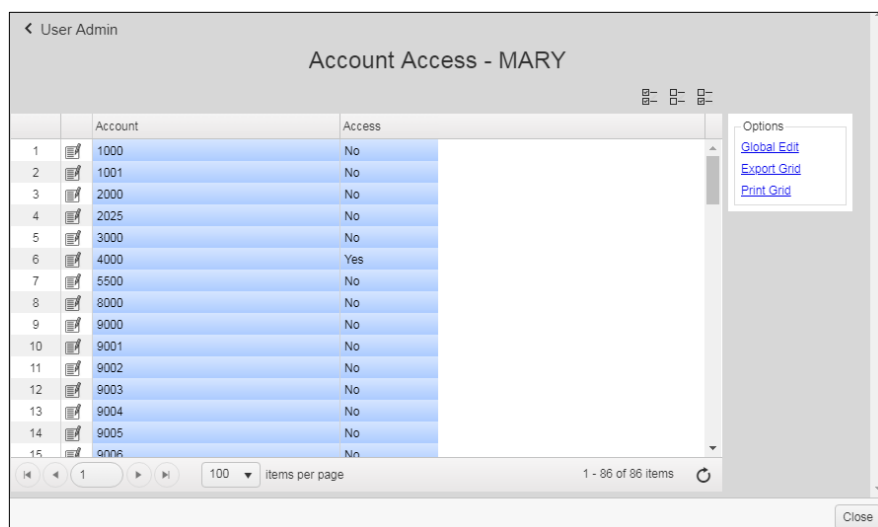 User Admin
Account Access - MARY
Account Access
Options
1 1000 No
Global Edit
2 1001 No
Export Grid
3 2000 No
Print Grid
4 2025 No
5 3000 No
6 4000 Yes
7 5500 No
8 8000 No
9 9000 No
10 9001 No
11 9002 No
12 9003 No
13 9004 No
14 9005 No
15 9006 No
1 100 items per page 1 - 86 of 86 items
Close